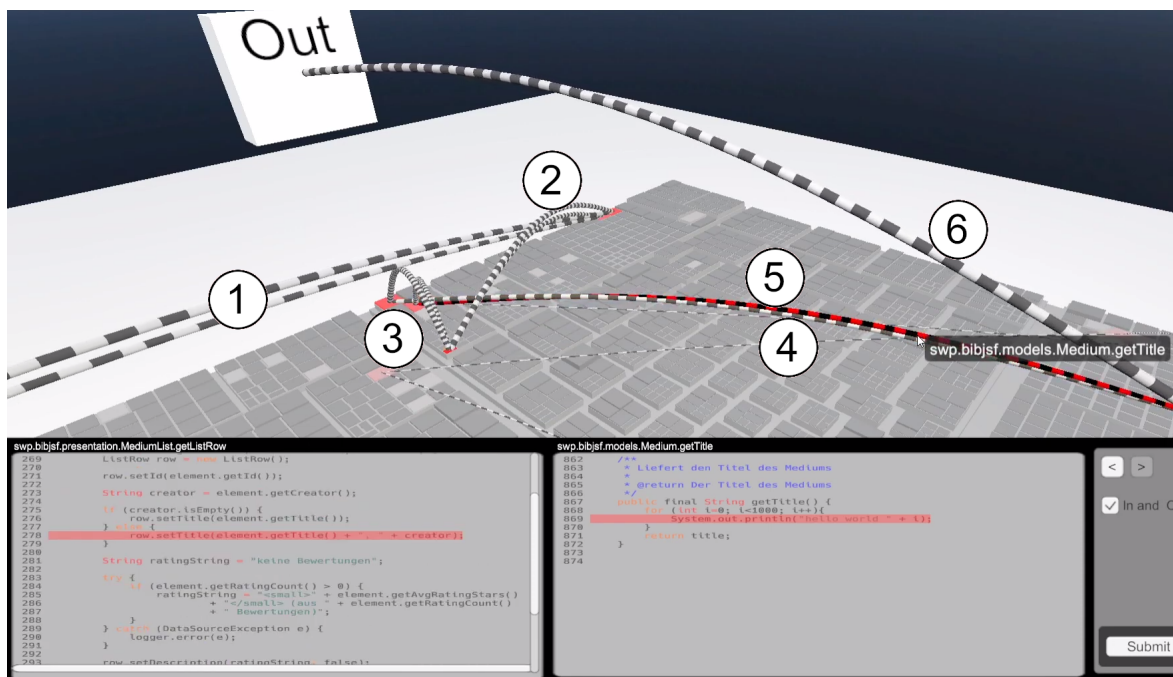 Out
2
6
5
1
3
4
swp.bibjsf.models.Medium.getTitle
swp.bibjsf.presentation.MediumList.getListRow
269 ListRow row = new ListRow();
270
271 row.setId(element.getId());
272
273 String creator = element.getCreator();
274
275 if (creator.isEmpty()) {
276 row.setTitle(element.getTitle());
277 } else {
278 row.setTitle(element.getTitle() + ", " + creator);
279 }
280
281 String ratingString = "keine Bewertungen";
282
283 try {
284 if (element.getRatingCount() > 0) {
285 ratingString = "<small>" + element.getAvgRatingStars()
286 + "</small> (aus " + element.getRatingCount()
287 + " Bewertungen)";
288 }
289 } catch (DataSourceException e) {
290 logger.error(e);
291 }
292
293 row.setDescription(ratingString, false);
swp.bibjsf.models.Medium.getTitle
862 /**
863 * Liefert den Titel des Mediums
864 *
865 * @return Der Titel des Mediums
866 */
867 public final String getTitle() {
868 for (int i=0; i<1000; i++){
869 System.out.println("hello world " + i);
870 }
871 return title;
872 }
873
874
< >
In and
Submit